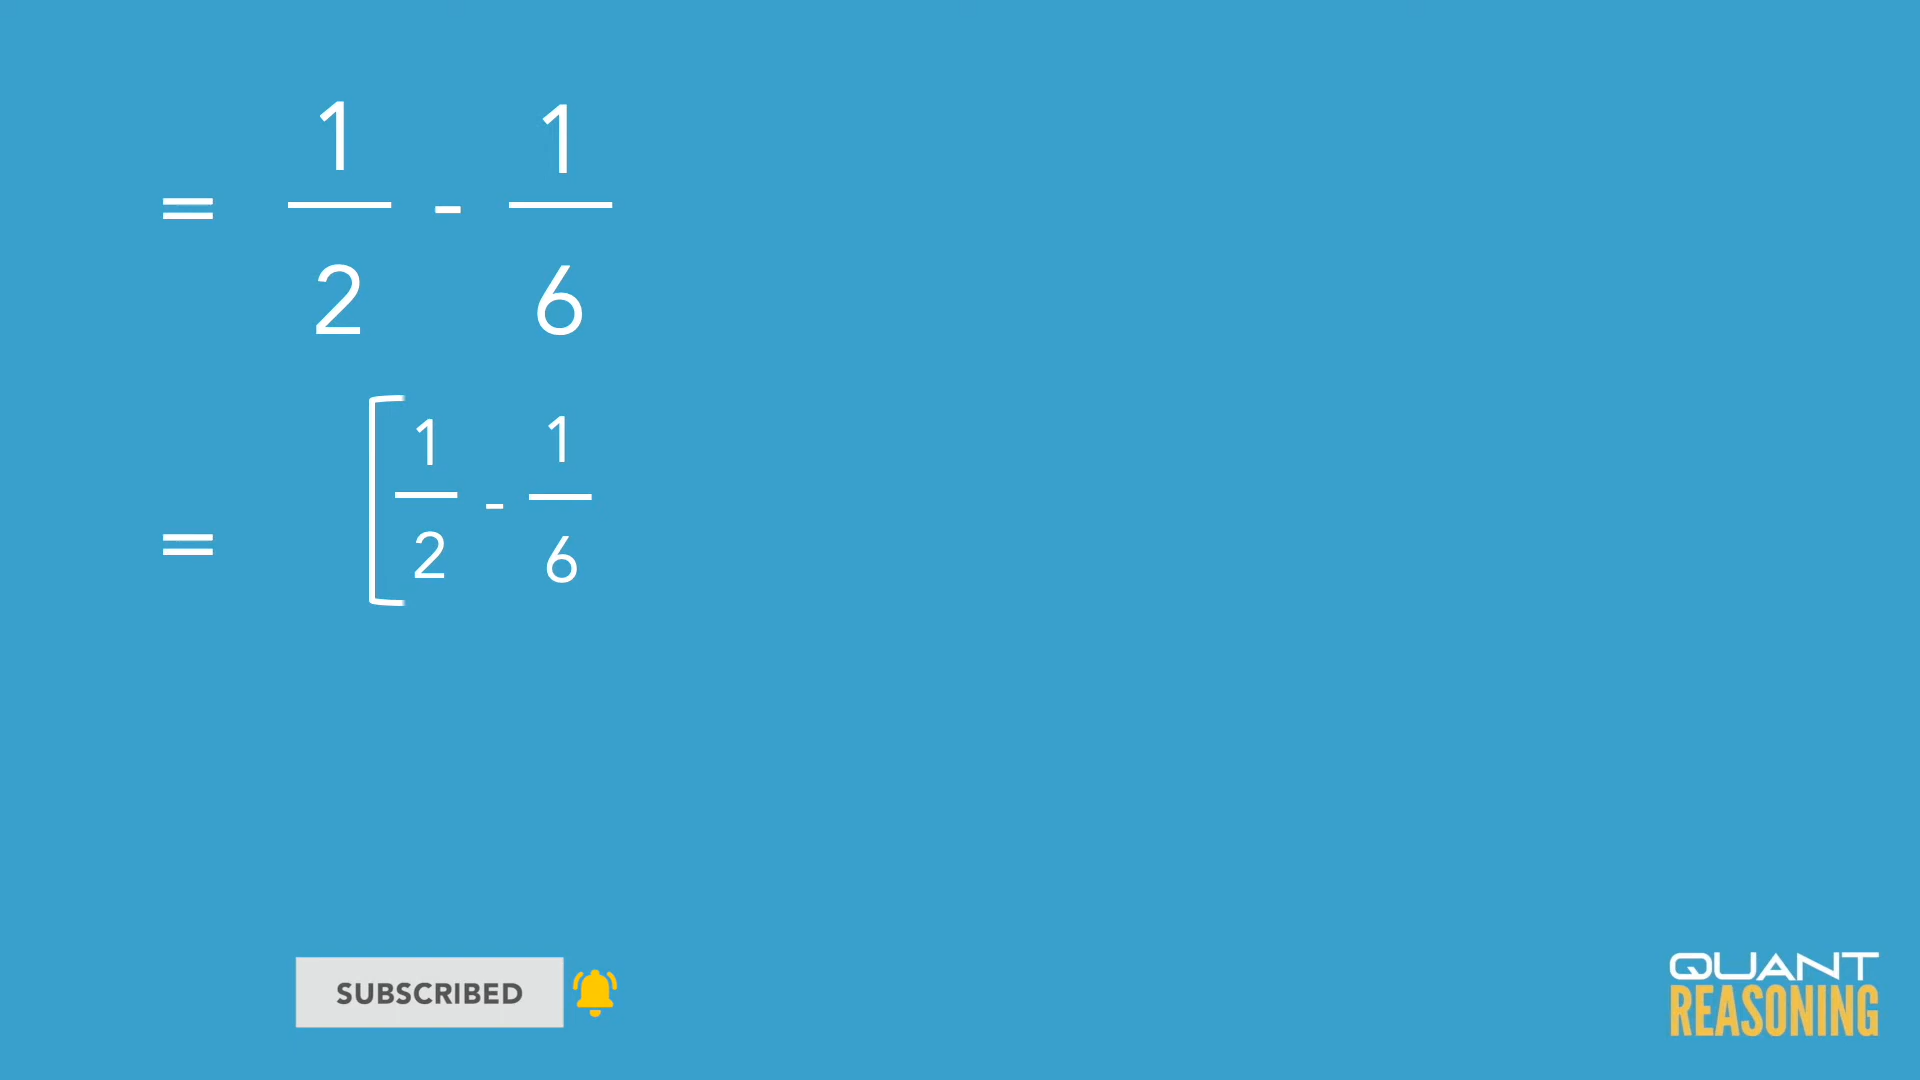 = 1/2 - 1/6
= [1/2 - 1/6
SUBSCRIBED
QUANT
REASONING